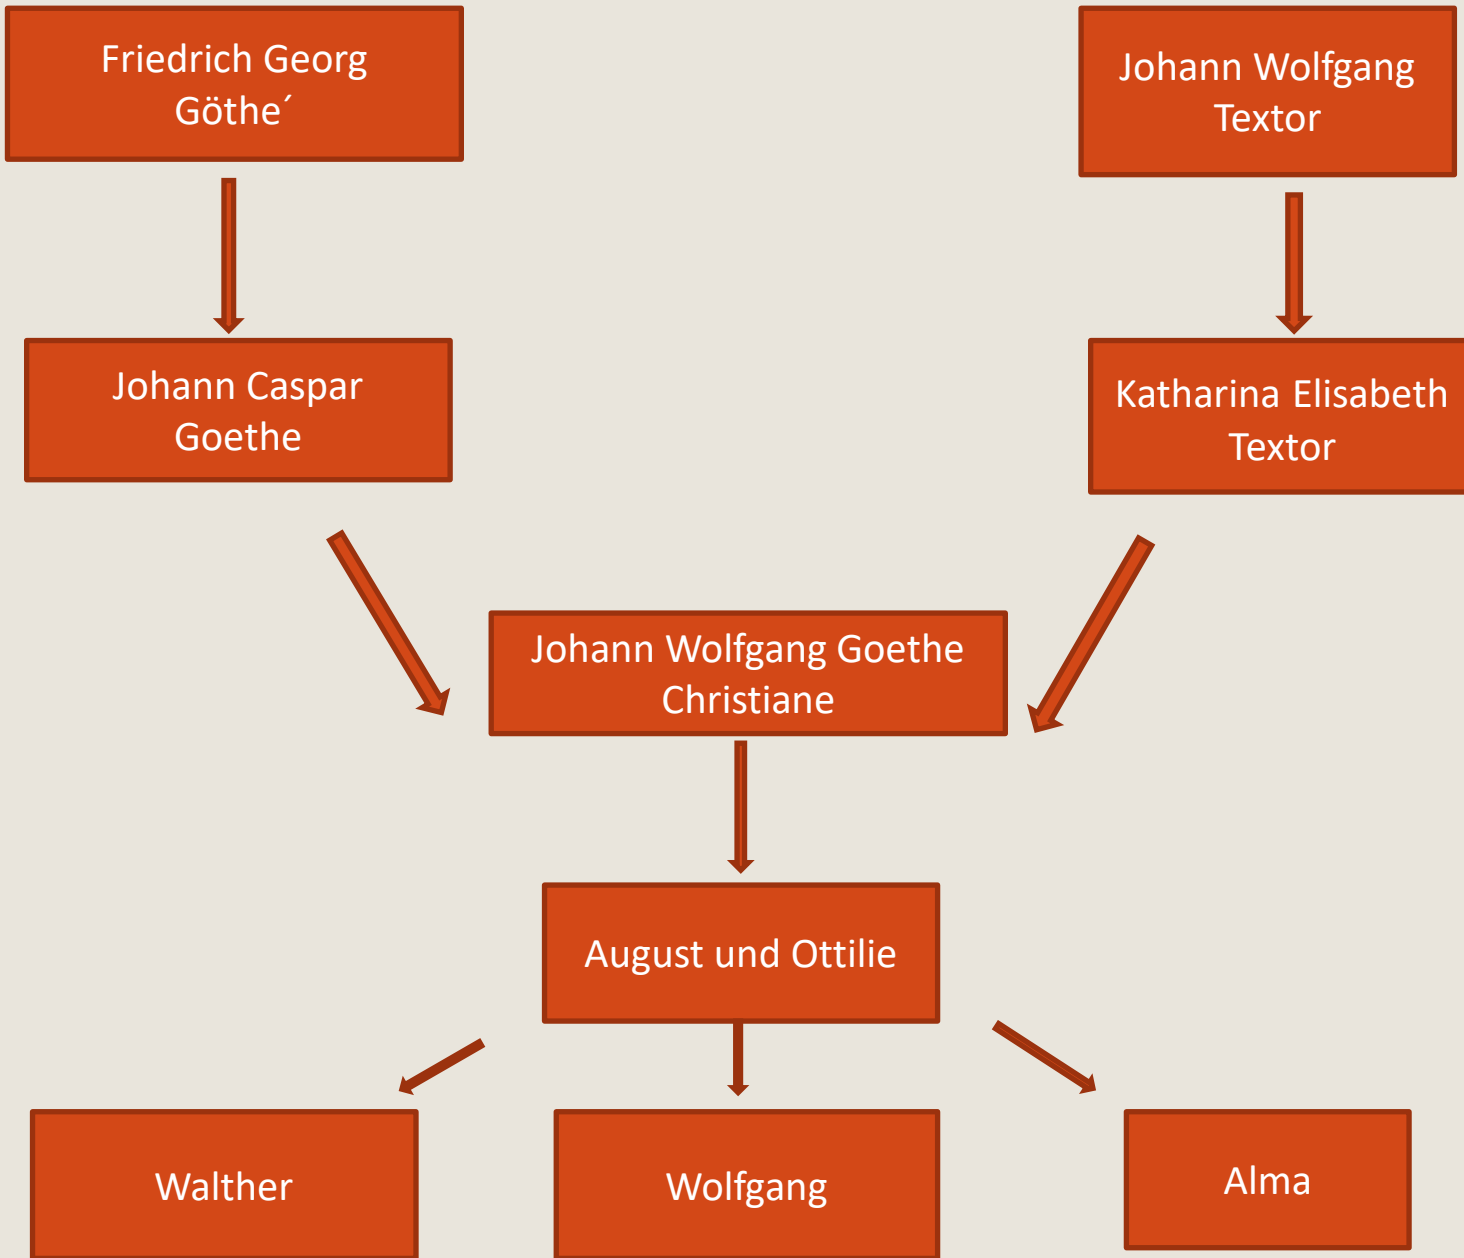 Friedrich Georg
Göthe´
Johann Wolfgang
Textor
Johann Caspar
Goethe
Katharina Elisabeth
Textor
Johann Wolfgang Goethe
Christiane
August und Ottilie
Walther
Wolfgang
Alma